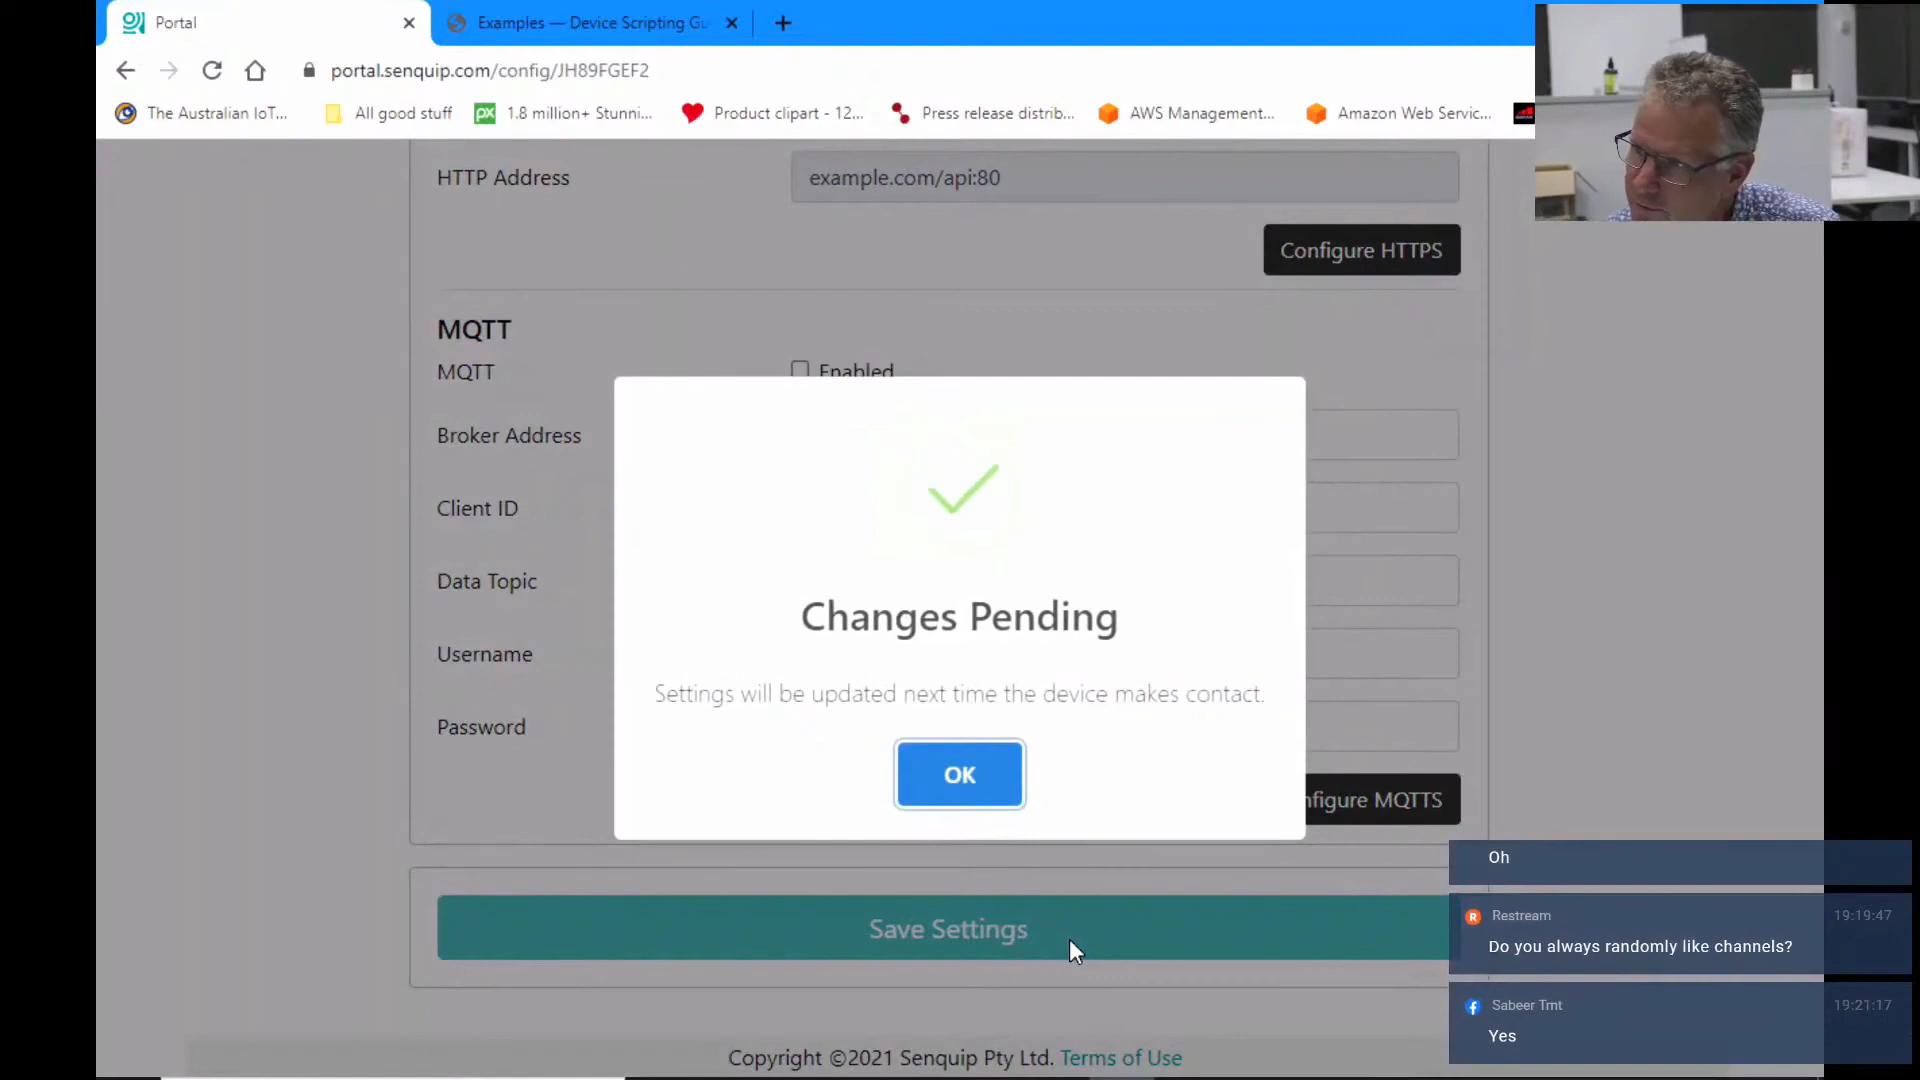 Portal
Examples — Device Scripting Gu
portal.senquip.com/config/JH89FGEF2
The Australian IoT...
All good stuff
px
1.8 million+ Stunni...
Product clipart - 12...
Press release distrib...
AWS Management...
Amazon Web Servic...
HTTP Address
example.com/api:80
Configure HTTPS
MQTT
MQTT
Enabled
Broker Address
Client ID
Data Topic
Username
Password
Changes Pending
Settings will be updated next time the device makes contact.
OK
nfigure MQTTS
Save Settings
Copyright ©2021 Senquip Pty Ltd. Terms of Use
Oh
R
Restream
19:19:47
Do you always randomly like channels?
Sabeer Tmt
19:21:17
Yes